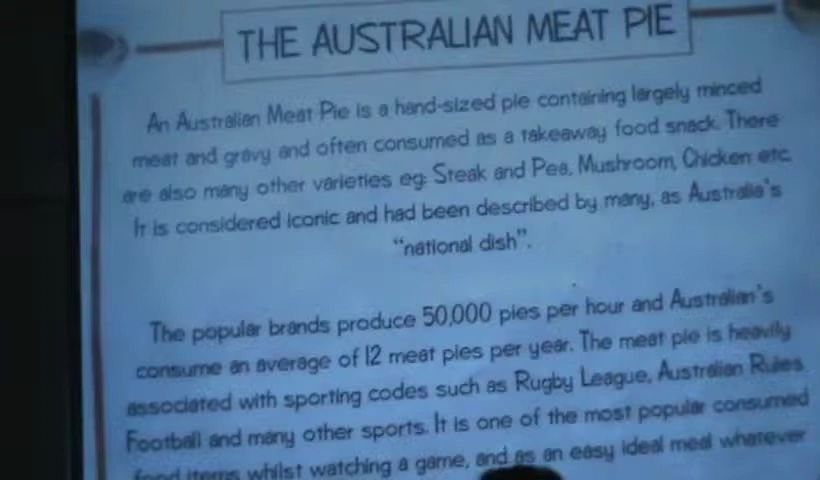 THE AUSTRALIAN MEAT PIE
An Australian Meat Pie is a hand-sized pie containing largely minced
meat and gravy and often consumed as a takeaway food snack. There
are also many other varieties eg: Steak and Pea, Mushroom, Chicken etc.
It is considered iconic and had been described by many, as Australia's
"national dish".
The popular brands produce 50,000 pies per hour and Australian's
consume an average of 12 meat pies per year. The meat pie is heavily
associated with sporting codes such as Rugby League, Australian Rules
Football and many other sports. It is one of the most popular consumed
food items whilst watching a game, and as an easy ideal meal whatever